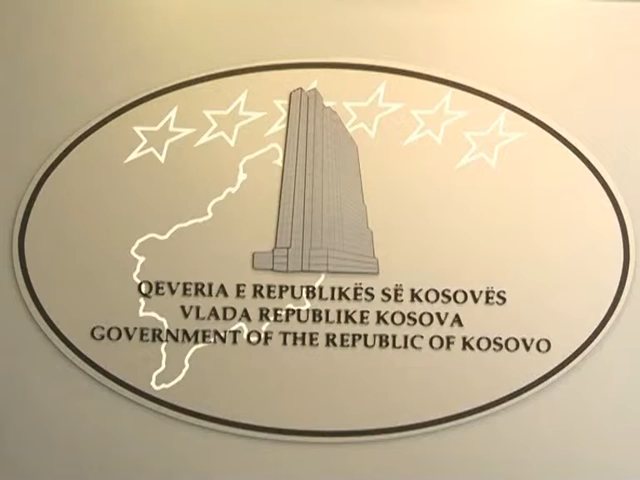 QEVERIA E REPUBLIKËS SË KOSOVËS
VLADA REPUBLIKE KOSOVA
GOVERNMENT OF THE REPUBLIC OF KOSOVO